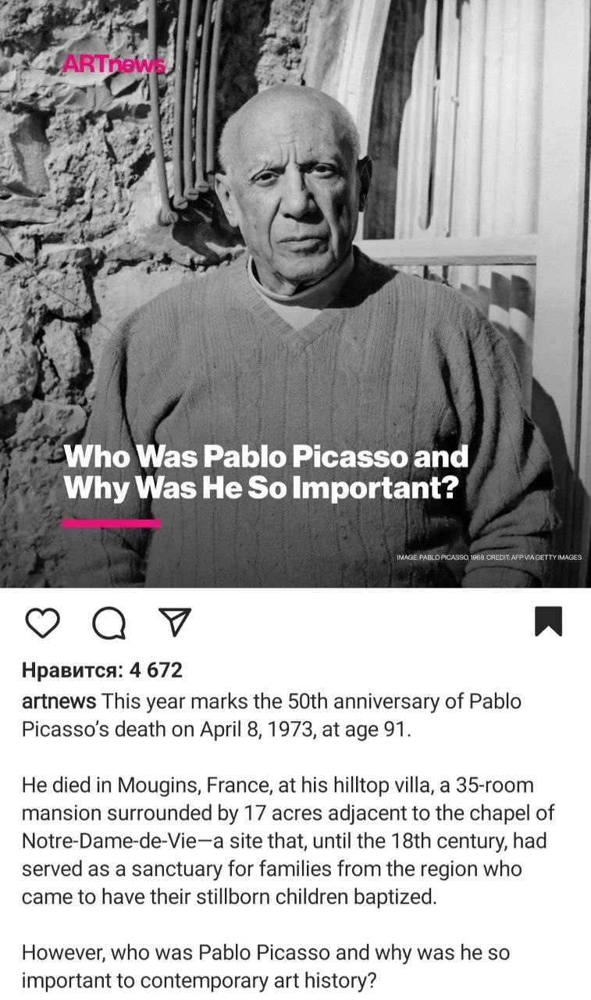 ARTnews
Who Was Pablo Picasso and
Why Was He So Important?
IMAGE: PABLO PICASSO, 1968. CREDIT: AFP VIA GETTY IMAGES
Нравится: 4 672
artnews This year marks the 50th anniversary of Pablo
Picasso’s death on April 8, 1973, at age 91.
He died in Mougins, France, at his hilltop villa, a 35-room
mansion surrounded by 17 acres adjacent to the chapel of
Notre-Dame-de-Vie—a site that, until the 18th century, had
served as a sanctuary for families from the region who
came to have their stillborn children baptized.
However, who was Pablo Picasso and why was he so
important to contemporary art history?